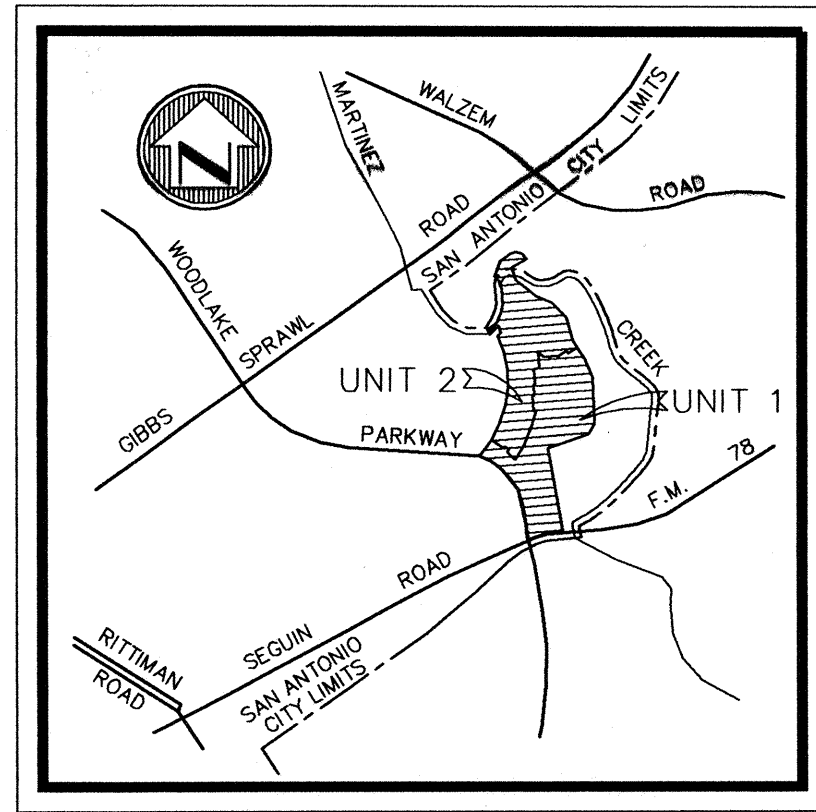 N
MARTINEZ
WALZEM
ROAD
CITY LIMITS
SAN ANTONIO
ROAD
SPRAWL
GIBBS
WOODLAKE
PARKWAY
CREEK
UNIT 2
UNIT 1
F.M. 78
ROAD
SEGUIN
SAN ANTONIO
CITY LIMITS
RITTIMAN
ROAD